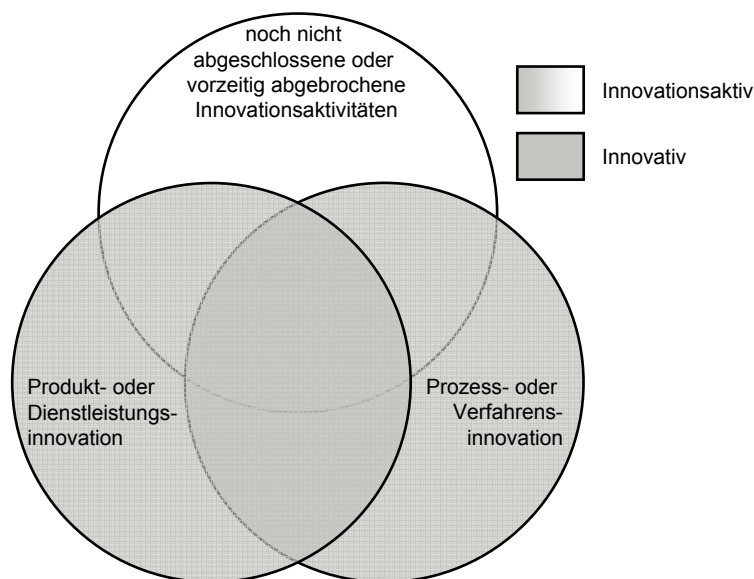 noch nicht
abgeschlossene oder
vorzeitig abgebrochene
Innovationsaktivitäten
Innovationsaktiv
Innovativ
Produkt- oder
Dienstleistungs-
innovation
Prozess- oder
Verfahrens-
innovation